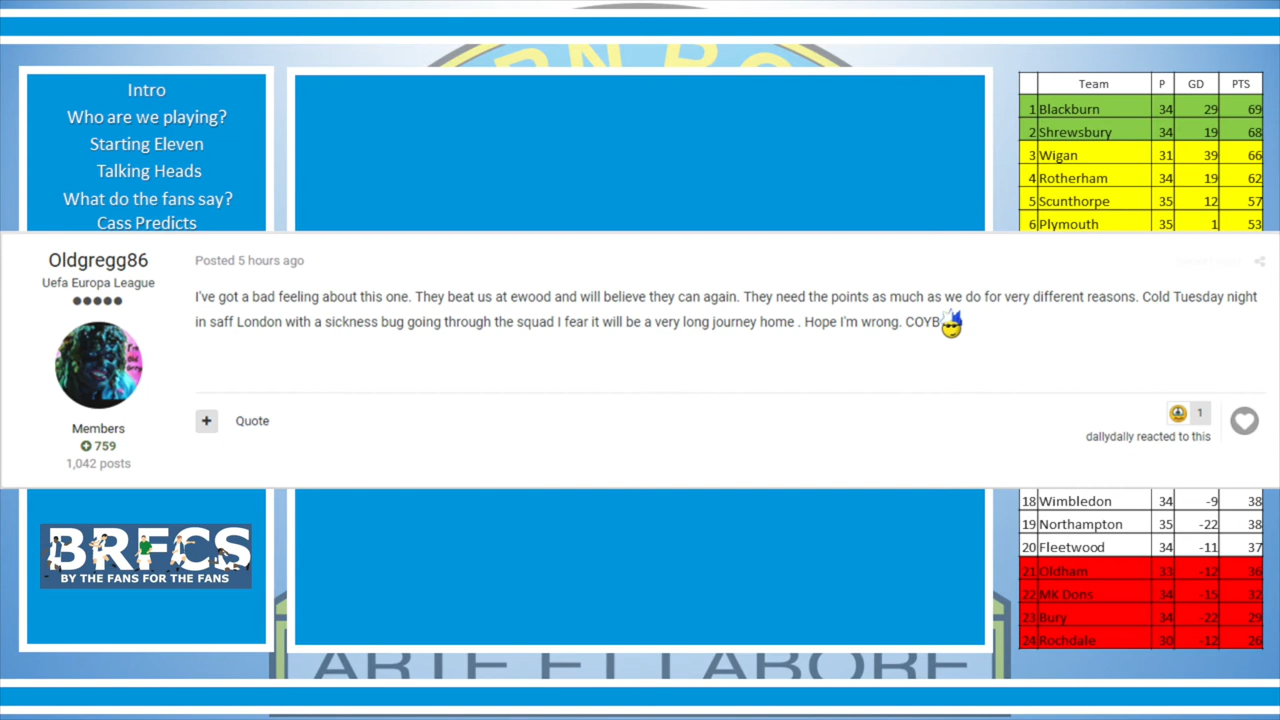 RN RO
Intro
Who are we playing?
Starting Eleven
Talking Heads
What do the fans say?
Cass Predicts
Team P GD PTS
1 Blackburn 34 29 69
2 Shrewsbury 34 19 68
3 Wigan 31 39 66
4 Rotherham 34 19 62
5 Scunthorpe 35 12 57
6 Plymouth 35 1 53
Oldgregg86
Uefa Europa League
Members
759
1,042 posts
Posted 5 hours ago
I've got a bad feeling about this one. They beat us at ewood and will believe they can again. They need the points as much as we do for very different reasons. Cold Tuesday night
in saff London with a sickness bug going through the squad I fear it will be a very long journey home . Hope I'm wrong. COYB
+ Quote
1
dallydally reacted to this
18 Wimbledon 34 -9 38
19 Northampton 35 -22 38
20 Fleetwood 34 -11 37
21 Oldham 33 -12 36
22 MK Dons 34 -15 32
23 Bury 34 -22 29
24 Rochdale 30 -12 26
BRFCS
BY THE FANS FOR THE FANS
ARTE ET LABORE